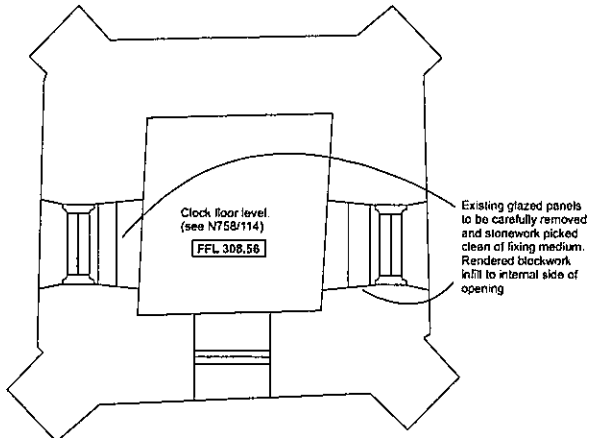 Clock floor level.
(see N758/114)
FFL 308.56
Existing glazed panels
to be carefully removed
and stonework picked
clean of fixing medium.
Rendered blockwork
infill to internal side of
opening